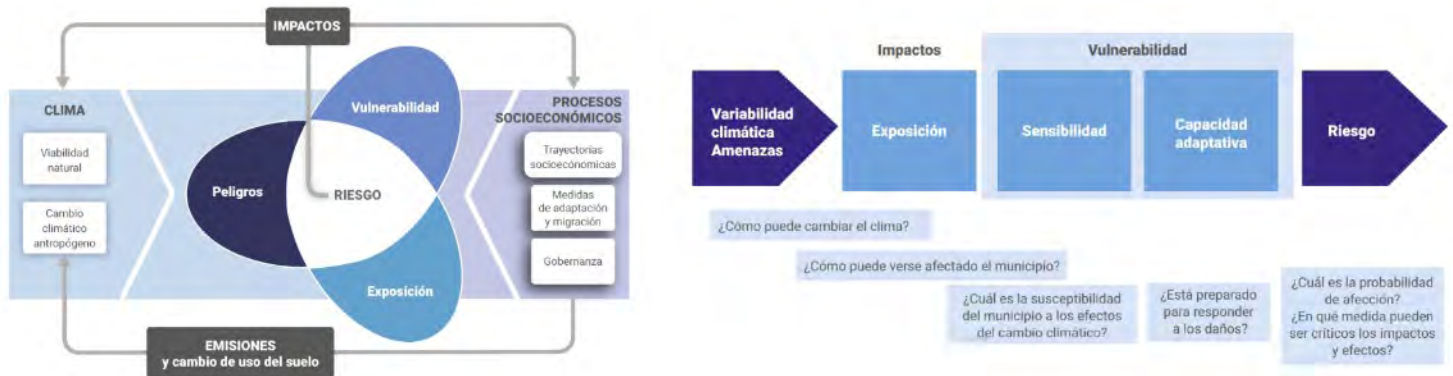 IMPACTOS
CLIMA
Viabilidad
natural
Cambio
climático
antropógeno
Vulnerabilidad
Peligros
RIESGO
Exposición
PROCESOS
SOCIOECONÓMICOS
Trayectorias
socioecónomicas
Medidas
de adaptación
y migración
Gobernanza
EMISIONES
y cambio de uso del suelo
Impactos
Vulnerabilidad
Variabilidad
climática
Amenazas
Exposición
Sensibilidad
Capacidad
adaptativa
Riesgo
¿Cómo puede cambiar el clima?
¿Cómo puede verse afectado el municipio?
¿Cuál es la susceptibilidad
del municipio a los efectos
del cambio climático?
¿Está preparado
para responder
a los daños?
¿Cuál es la probabilidad
de afección?
¿En qué medida pueden
ser críticos los impactos
y efectos?